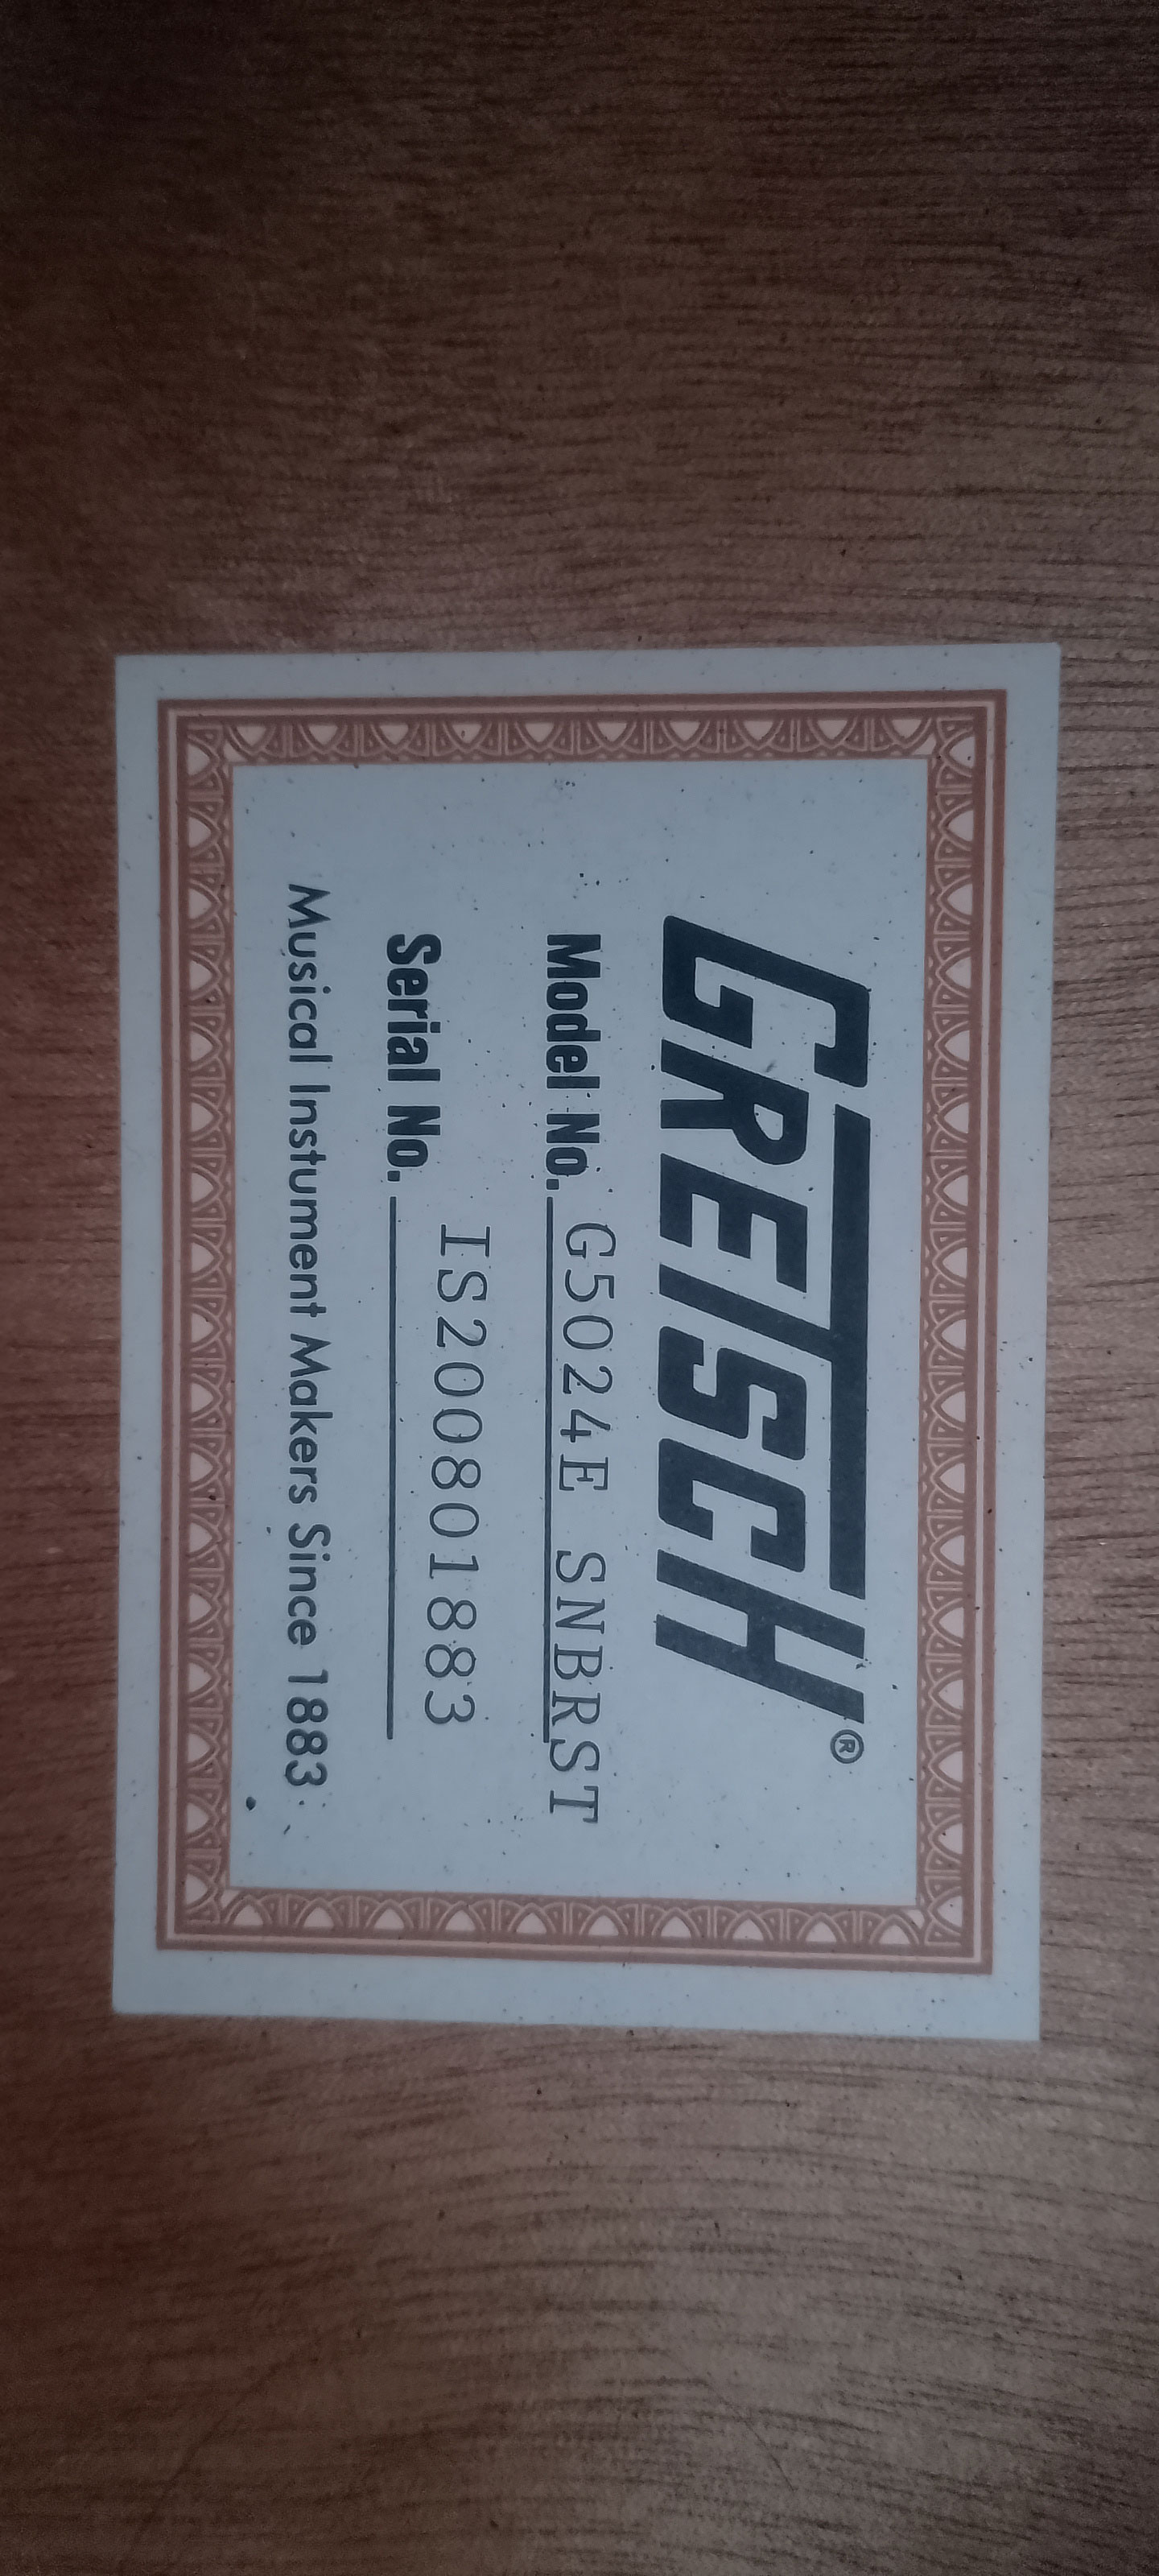 GRETSCH®
Model No. G5024E SNBRST
Serial No. IS200801883
Musical Instument Makers Since 1883